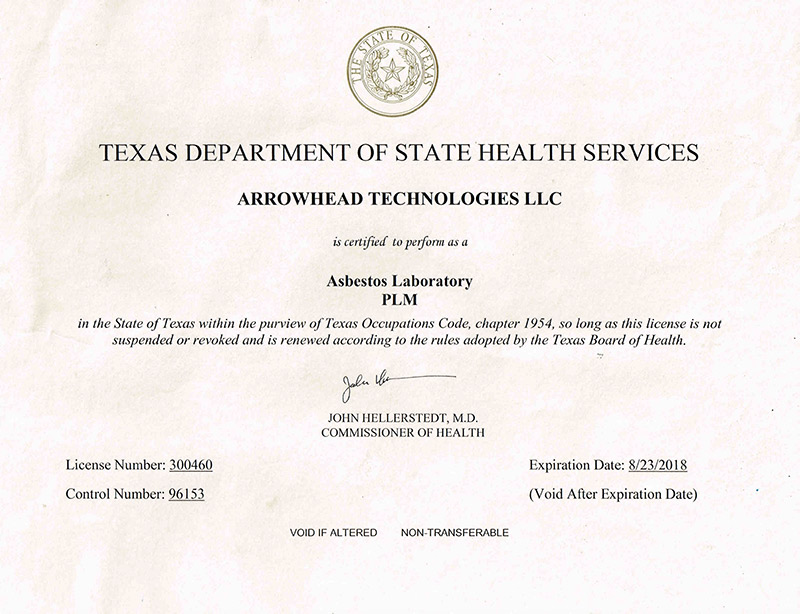 THE STATE OF TEXAS
TEXAS DEPARTMENT OF STATE HEALTH SERVICES
ARROWHEAD TECHNOLOGIES LLC
is certified to perform as a
Asbestos Laboratory
PLM
in the State of Texas within the purview of Texas Occupations Code, chapter 1954, so long as this license is not
suspended or revoked and is renewed according to the rules adopted by the Texas Board of Health.
John
JOHN HELLERSTEDT, M.D.
COMMISSIONER OF HEALTH
License Number: 300460
Expiration Date: 8/23/2018
Control Number: 96153
(Void After Expiration Date)
VOID IF ALTERED NON-TRANSFERABLE